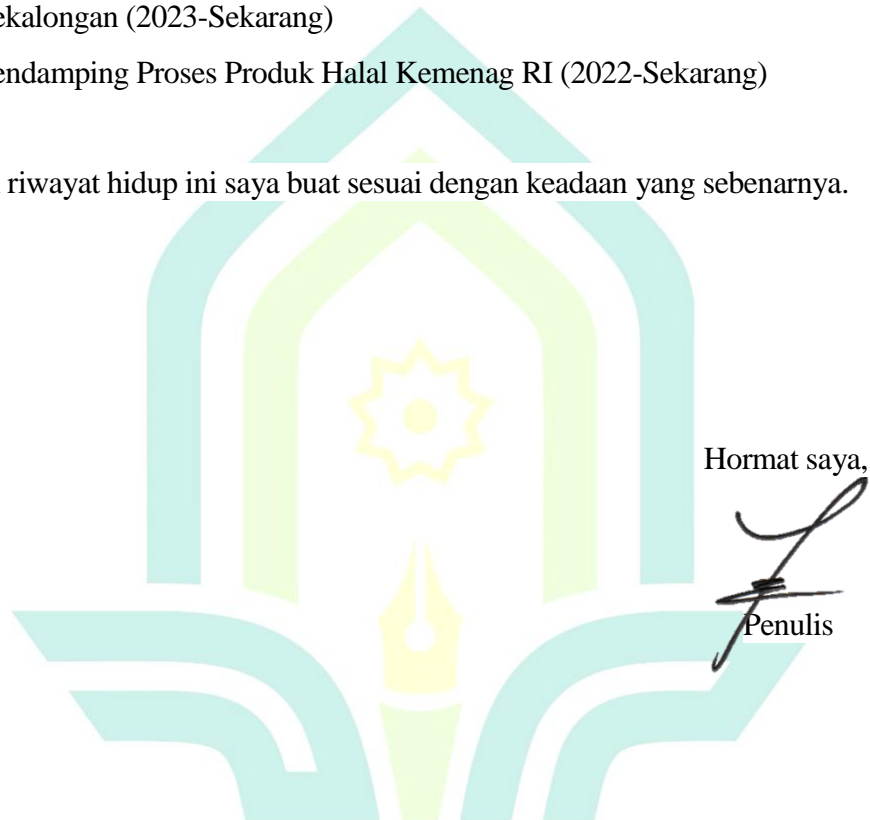 ekalongan (2023-Sekarang)
endamping Proses Produk Halal Kemenag RI (2022-Sekarang)
riwayat hidup ini saya buat sesuai dengan keadaan yang sebenarnya.
Hormat saya,
Penulis